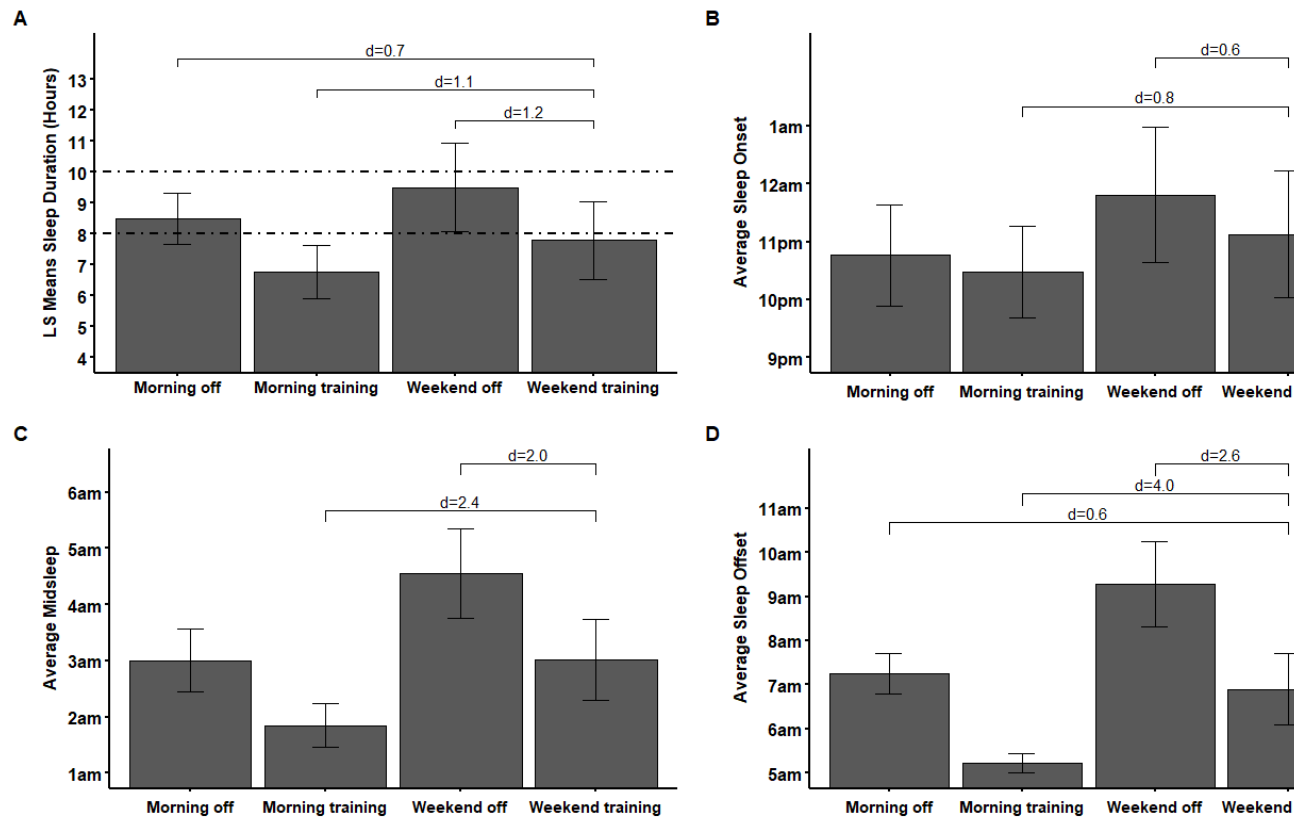 A
LS Means Sleep Duration (Hours)
13
12
11
10
9
8
7
6
5
4
d=0.7
d=1.1
d=1.2
Morning off
Morning training
Weekend off
Weekend training
B
Average Sleep Onset
1am
12am
11pm
10pm
9pm
d=0.6
d=0.8
Morning off
Morning training
Weekend off
Weekend
C
Average Midsleep
6am
5am
4am
3am
2am
1am
d=2.0
d=2.4
Morning off
Morning training
Weekend off
Weekend training
D
Average Sleep Offset
11am
10am
9am
8am
7am
6am
5am
d=2.6
d=4.0
d=0.6
Morning off
Morning training
Weekend off
Weekend